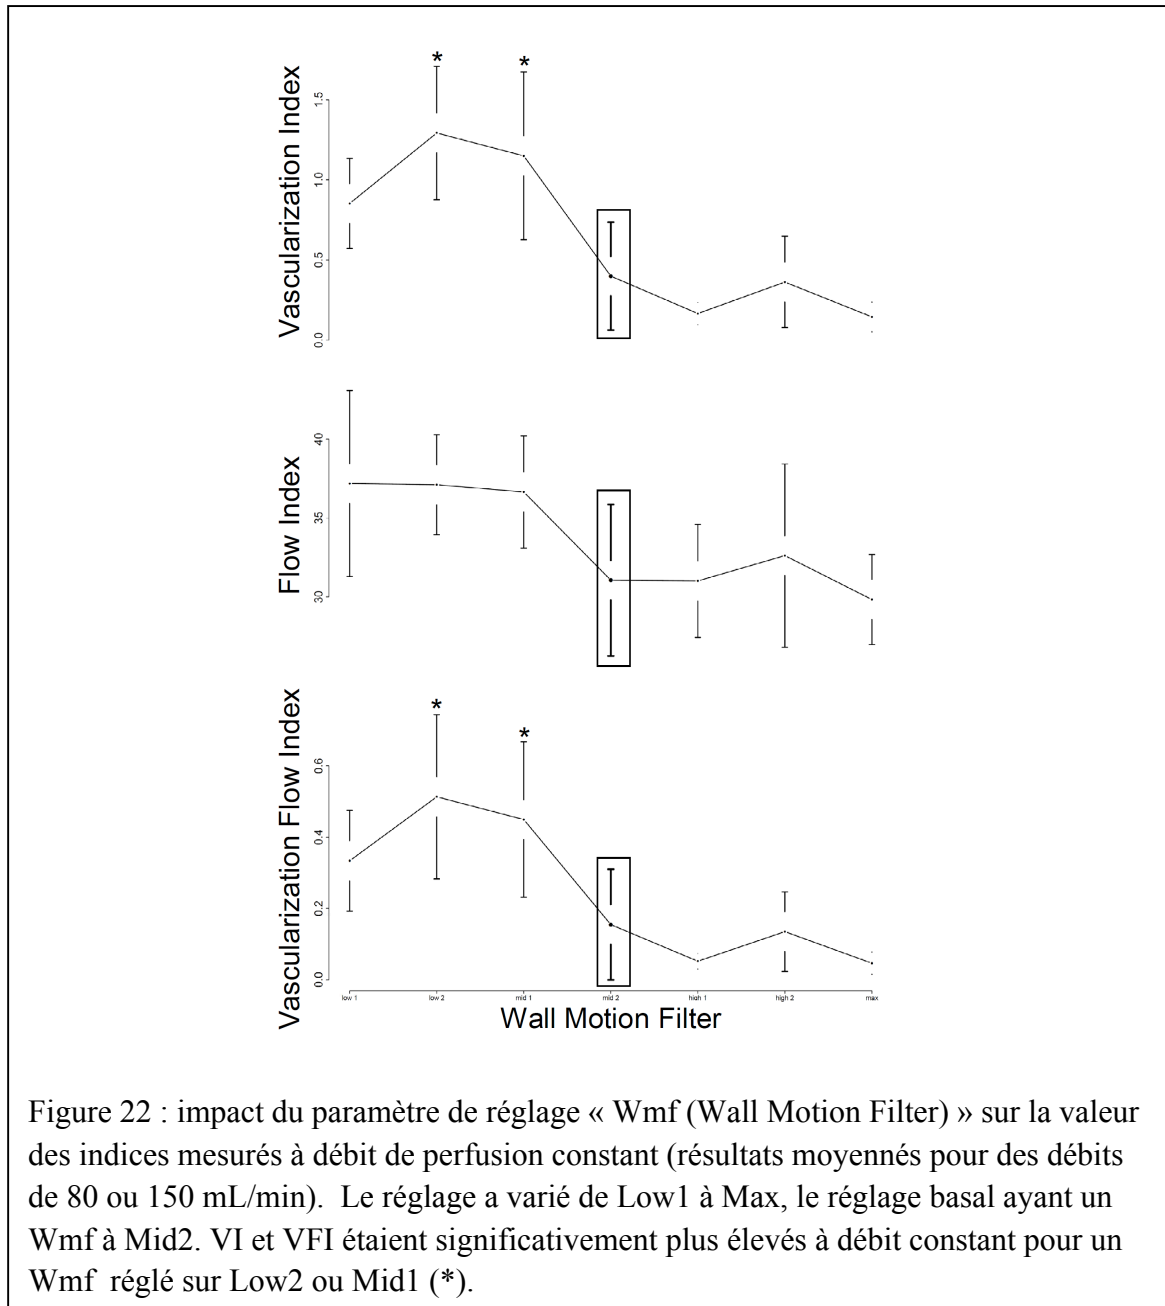 * *
Vascularization Index
1.5
1.0
0.5
0.0
Flow Index
40
35
30
* *
Vascularization Flow Index
0.6
0.4
0.2
0.0
low 1 low 2 mid 1 mid 2 high 1 high 2 max
Wall Motion Filter
Figure 22 : impact du paramètre de réglage « Wmf (Wall Motion Filter) » sur la valeur
des indices mesurés à débit de perfusion constant (résultats moyennés pour des débits
de 80 ou 150 mL/min). Le réglage a varié de Low1 à Max, le réglage basal ayant un
Wmf à Mid2. VI et VFI étaient significativement plus élevés à débit constant pour un
Wmf réglé sur Low2 ou Mid1 (*).